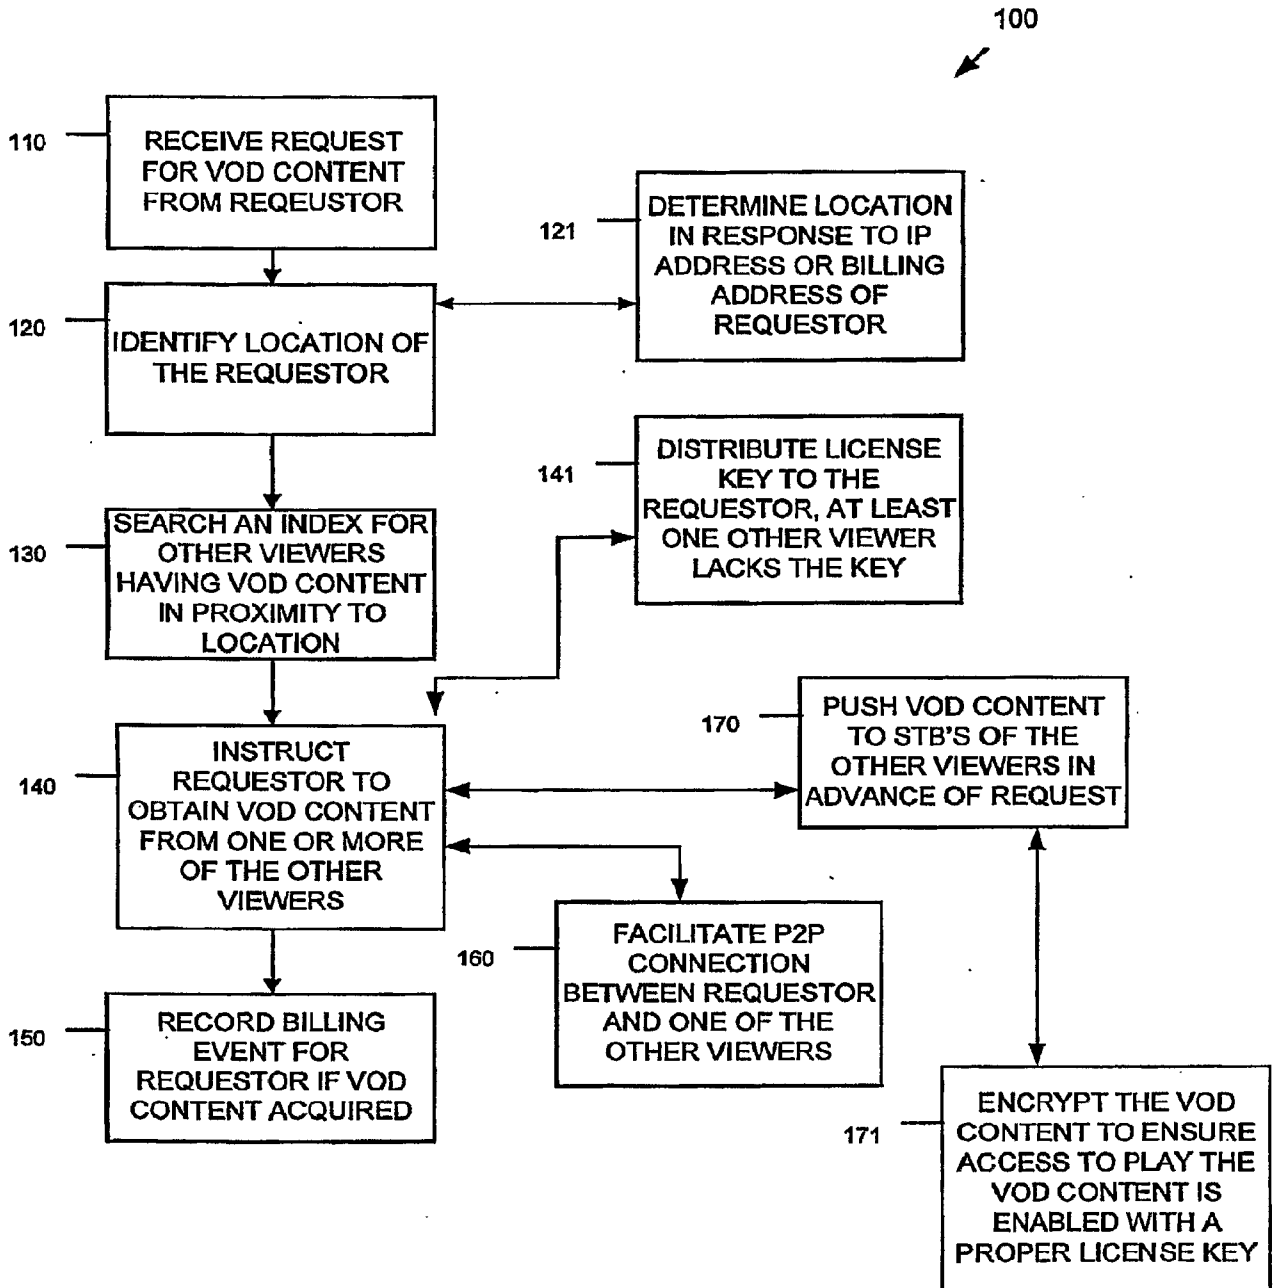 100
110
RECEIVE REQUEST
FOR VOD CONTENT
FROM REQEUSTOR
121
DETERMINE LOCATION
IN RESPONSE TO IP
ADDRESS OR BILLING
ADDRESS OF
REQUESTOR
120
IDENTIFY LOCATION OF
THE REQUESTOR
141
DISTRIBUTE LICENSE
KEY TO THE
REQUESTOR, AT LEAST
ONE OTHER VIEWER
LACKS THE KEY
130
SEARCH AN INDEX FOR
OTHER VIEWERS
HAVING VOD CONTENT
IN PROXIMITY TO
LOCATION
170
PUSH VOD CONTENT
TO STB'S OF THE
OTHER VIEWERS IN
ADVANCE OF REQUEST
140
INSTRUCT
REQUESTOR TO
OBTAIN VOD CONTENT
FROM ONE OR MORE
OF THE OTHER
VIEWERS
160
FACILITATE P2P
CONNECTION
BETWEEN REQUESTOR
AND ONE OF THE
OTHER VIEWERS
150
RECORD BILLING
EVENT FOR
REQUESTOR IF VOD
CONTENT ACQUIRED
171
ENCRYPT THE VOD
CONTENT TO ENSURE
ACCESS TO PLAY THE
VOD CONTENT IS
ENABLED WITH A
PROPER LICENSE KEY